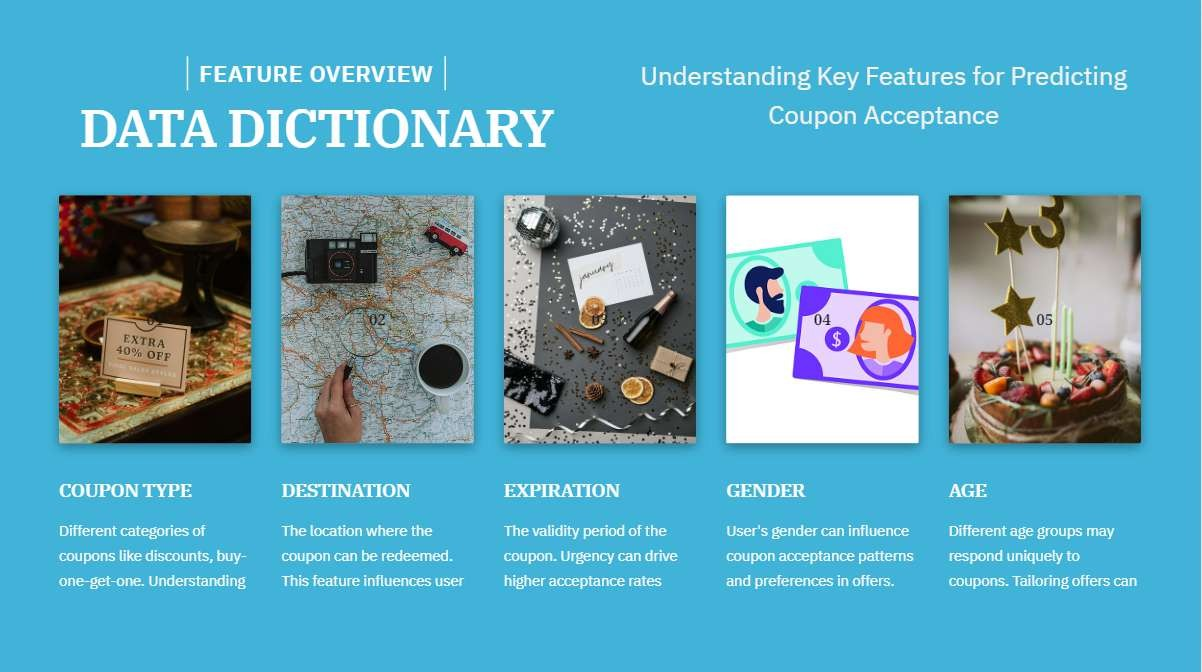 FEATURE OVERVIEW
DATA DICTIONARY
Understanding Key Features for Predicting
Coupon Acceptance
EXTRA
40% OFF
02
january
03
04
$
3
05
COUPON TYPE
Different categories of
coupons like discounts, buy-
one-get-one. Understanding
DESTINATION
The location where the
coupon can be redeemed.
This feature influences user
EXPIRATION
The validity period of the
coupon. Urgency can drive
higher acceptance rates
GENDER
User's gender can influence
coupon acceptance patterns
and preferences in offers.
AGE
Different age groups may
respond uniquely to
coupons. Tailoring offers can